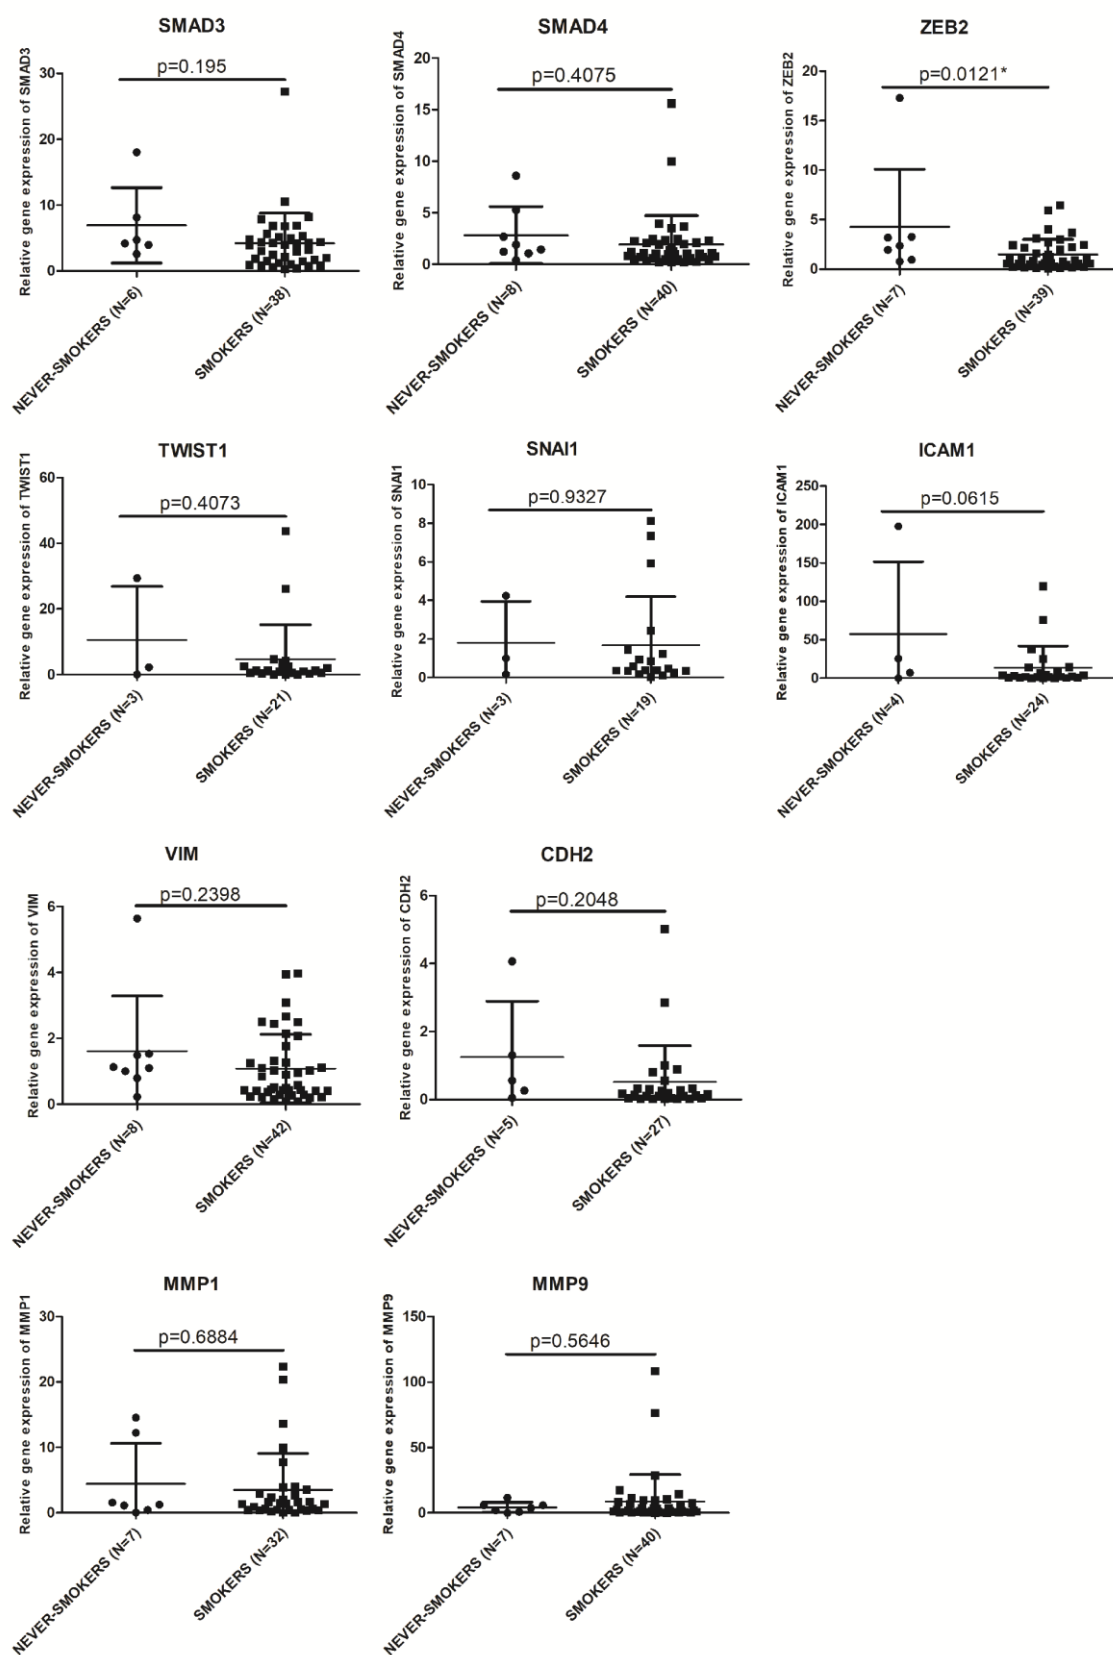 SMAD3
Relative gene expression of SMAD3
p=0.195
30
20
10
0
NEVER-SMOKERS (N=6)
SMOKERS (N=38)
SMAD4
Relative gene expression of SMAD4
p=0.4075
20
15
10
5
0
NEVER-SMOKERS (N=8)
SMOKERS (N=40)
ZEB2
Relative gene expression of ZEB2
p=0.0121*
20
15
10
5
0
NEVER-SMOKERS (N=7)
SMOKERS (N=39)
TWIST1
Relative gene expression of TWIST1
p=0.4073
60
40
20
0
NEVER-SMOKERS (N=3)
SMOKERS (N=21)
SNAI1
Relative gene expression of SNAI1
p=0.9327
10
8
6
4
2
0
NEVER-SMOKERS (N=3)
SMOKERS (N=19)
ICAM1
Relative gene expression of ICAM1
p=0.0615
250
200
150
100
50
0
NEVER-SMOKERS (N=4)
SMOKERS (N=24)
VIM
Relative gene expression of VIM
p=0.2398
6
4
2
0
NEVER-SMOKERS (N=8)
SMOKERS (N=42)
CDH2
Relative gene expression of CDH2
p=0.2048
6
4
2
0
NEVER-SMOKERS (N=5)
SMOKERS (N=27)
MMP1
Relative gene expression of MMP1
p=0.6884
30
20
10
0
NEVER-SMOKERS (N=7)
SMOKERS (N=32)
MMP9
Relative gene expression of MMP9
p=0.5646
150
100
50
0
NEVER-SMOKERS (N=7)
SMOKERS (N=40)